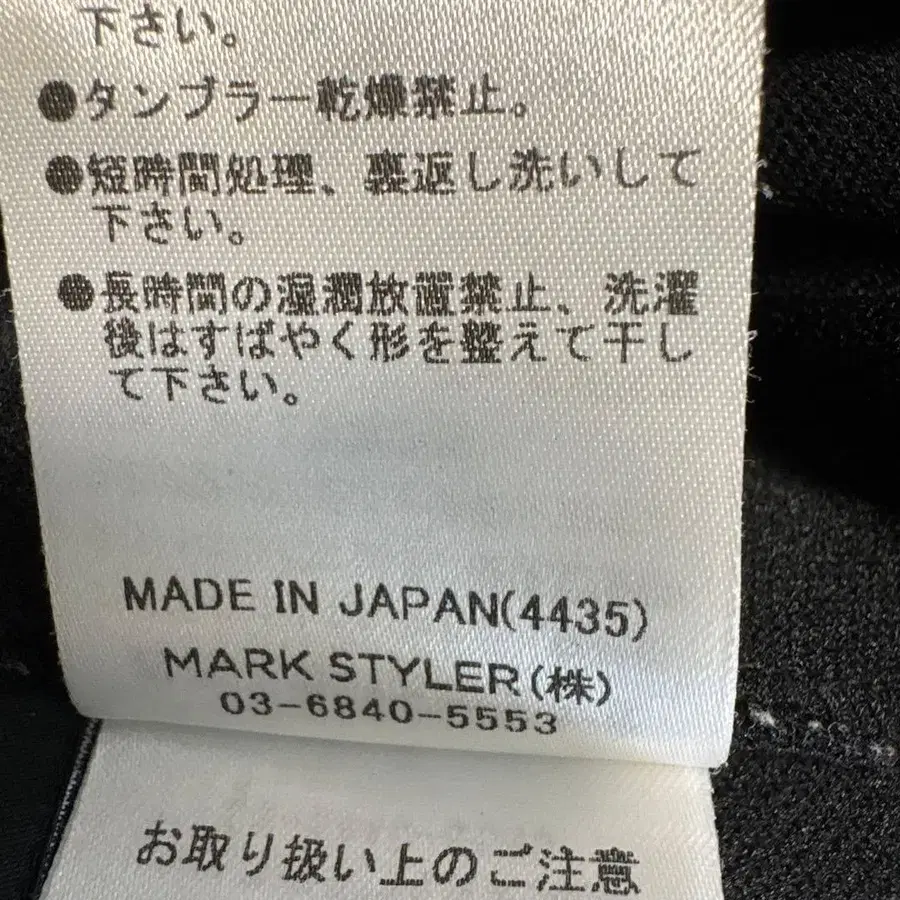 下さい。
●タンブラー乾燥禁止。
●短時間処理、裏返し洗いして
下さい。
●長時間の湿潤放置禁止、洗濯
後はすばやく形を整えて干し
て下さい。
MADE IN JAPAN(4435)
MARK STYLER(株)
03-6840-5553
お取り扱い上のご注意